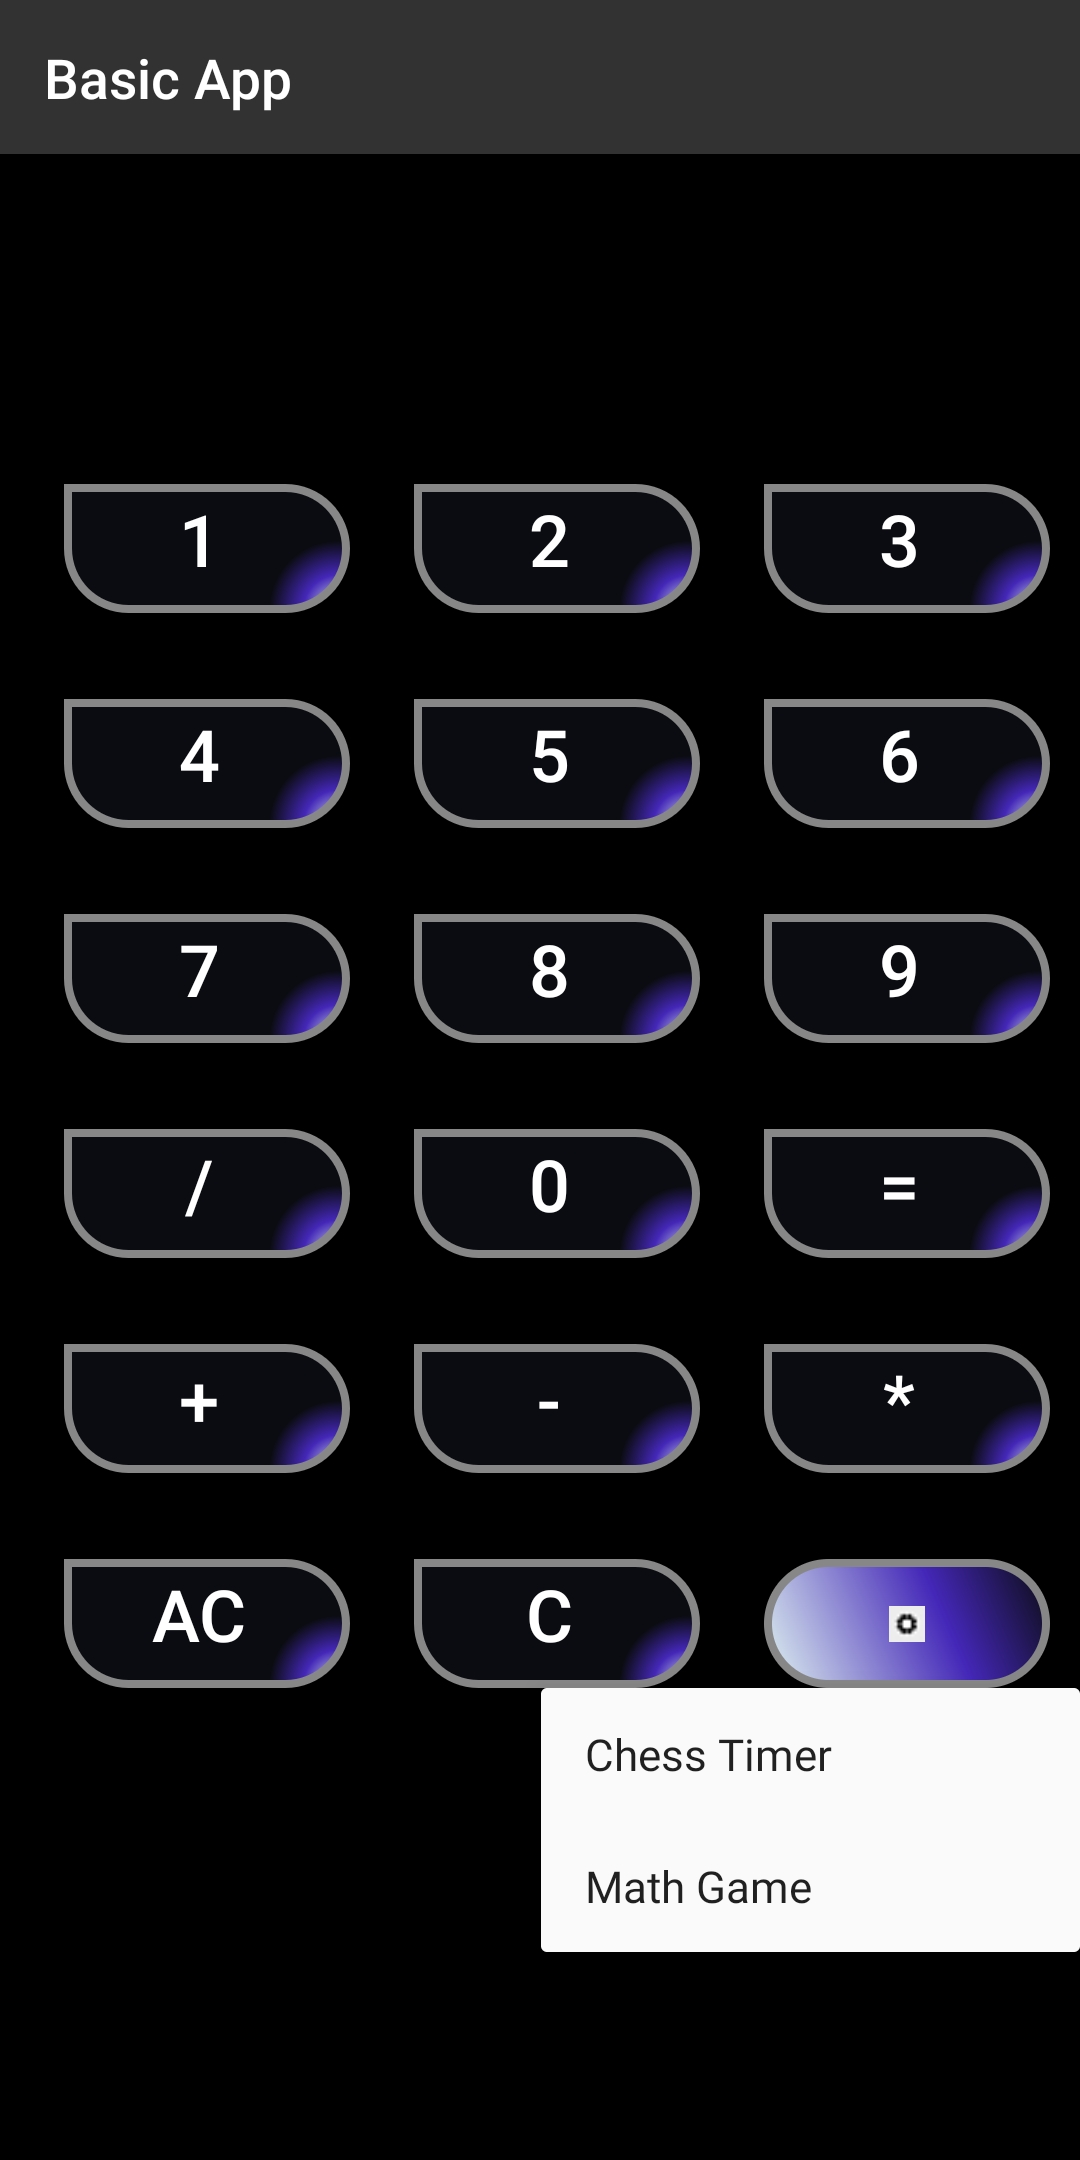 Basic App
1 2 3
4 5 6
7 8 9
/ 0 =
+ - *
AC C
Chess Timer
Math Game